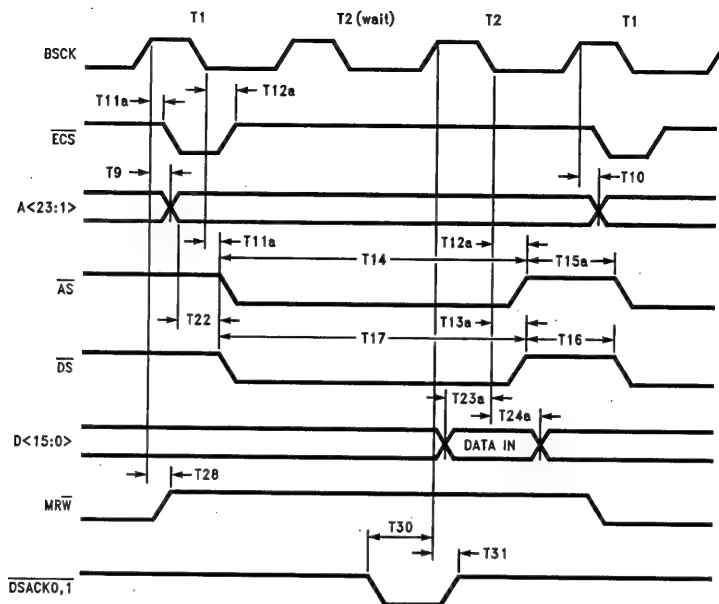 T1 T2 (wait) T2 T1
BSCK
T11a T12a
ECS
T9 T10
A<23:1>
T11a T12a
T14 T15a
AS
T22 T13a
T17 T16
DS
T23a
T24a
D<15:0> DATA IN
T28
MRW
T30
T31
DSACK0,1